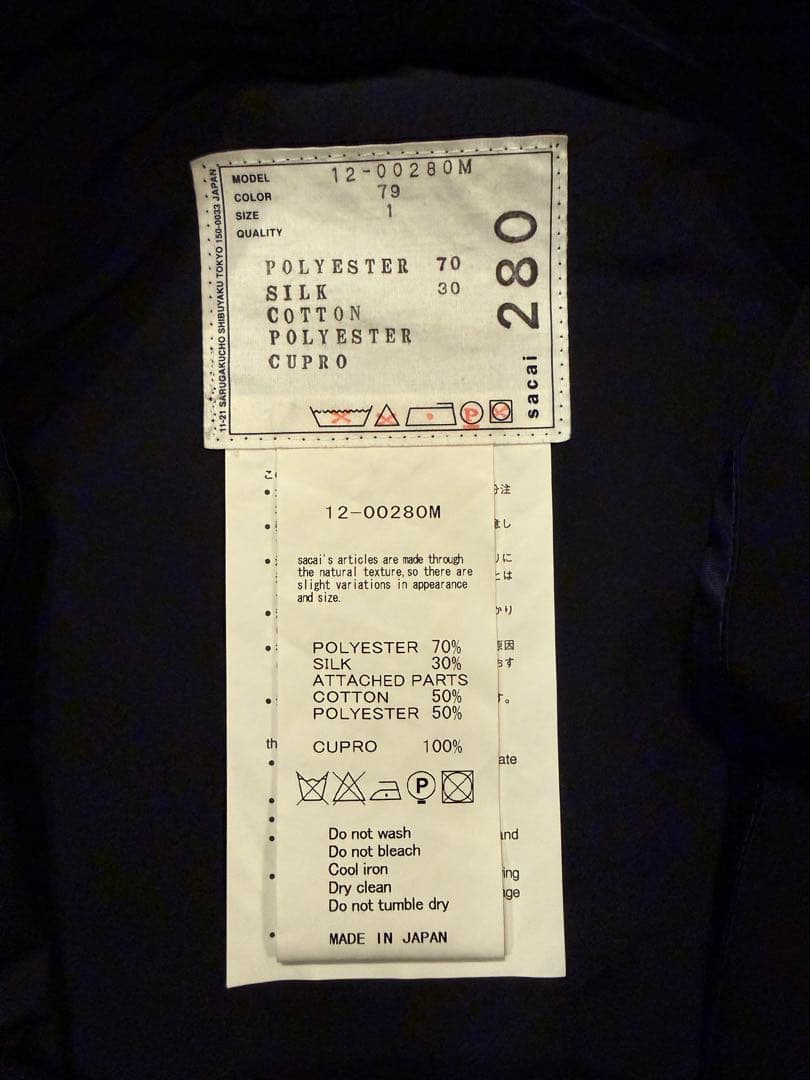 MODEL 12-00280M
COLOR 79
SIZE 1
QUALITY
POLYESTER 70
SILK 30
COTTON
POLYESTER
CUPRO
sacai 280
11-21 SARUGAKUCHO SHIBUYAKU TOKYO 150-0033 JAPAN
12-00280M
sacai's articles are made through
the natural texture, so there are
slight variations in appearance
and size.
POLYESTER 70%
SILK 30%
ATTACHED PARTS
COTTON 50%
POLYESTER 50%
CUPRO 100%
P
Do not wash
Do not bleach
Cool iron
Dry clean
Do not tumble dry
MADE IN JAPAN